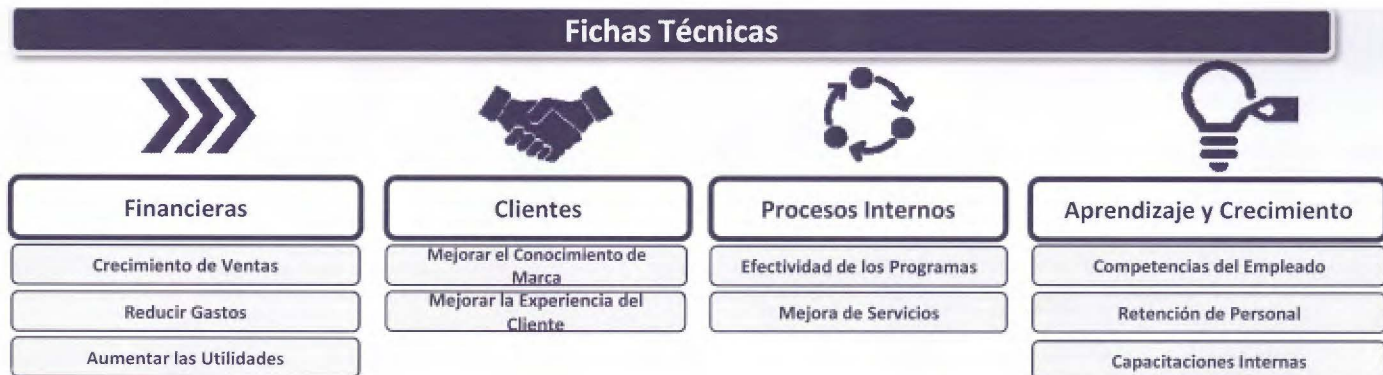 Fichas Técnicas
Financieras
Crecimiento de Ventas
Reducir Gastos
Aumentar las Utilidades
Clientes
Mejorar el Conocimiento de
Marca
Mejorar la Experiencia del
Cliente
Procesos Internos
Efectividad de los Programas
Mejora de Servicios
Aprendizaje y Crecimiento
Competencias del Empleado
Retención de Personal
Capacitaciones Internas